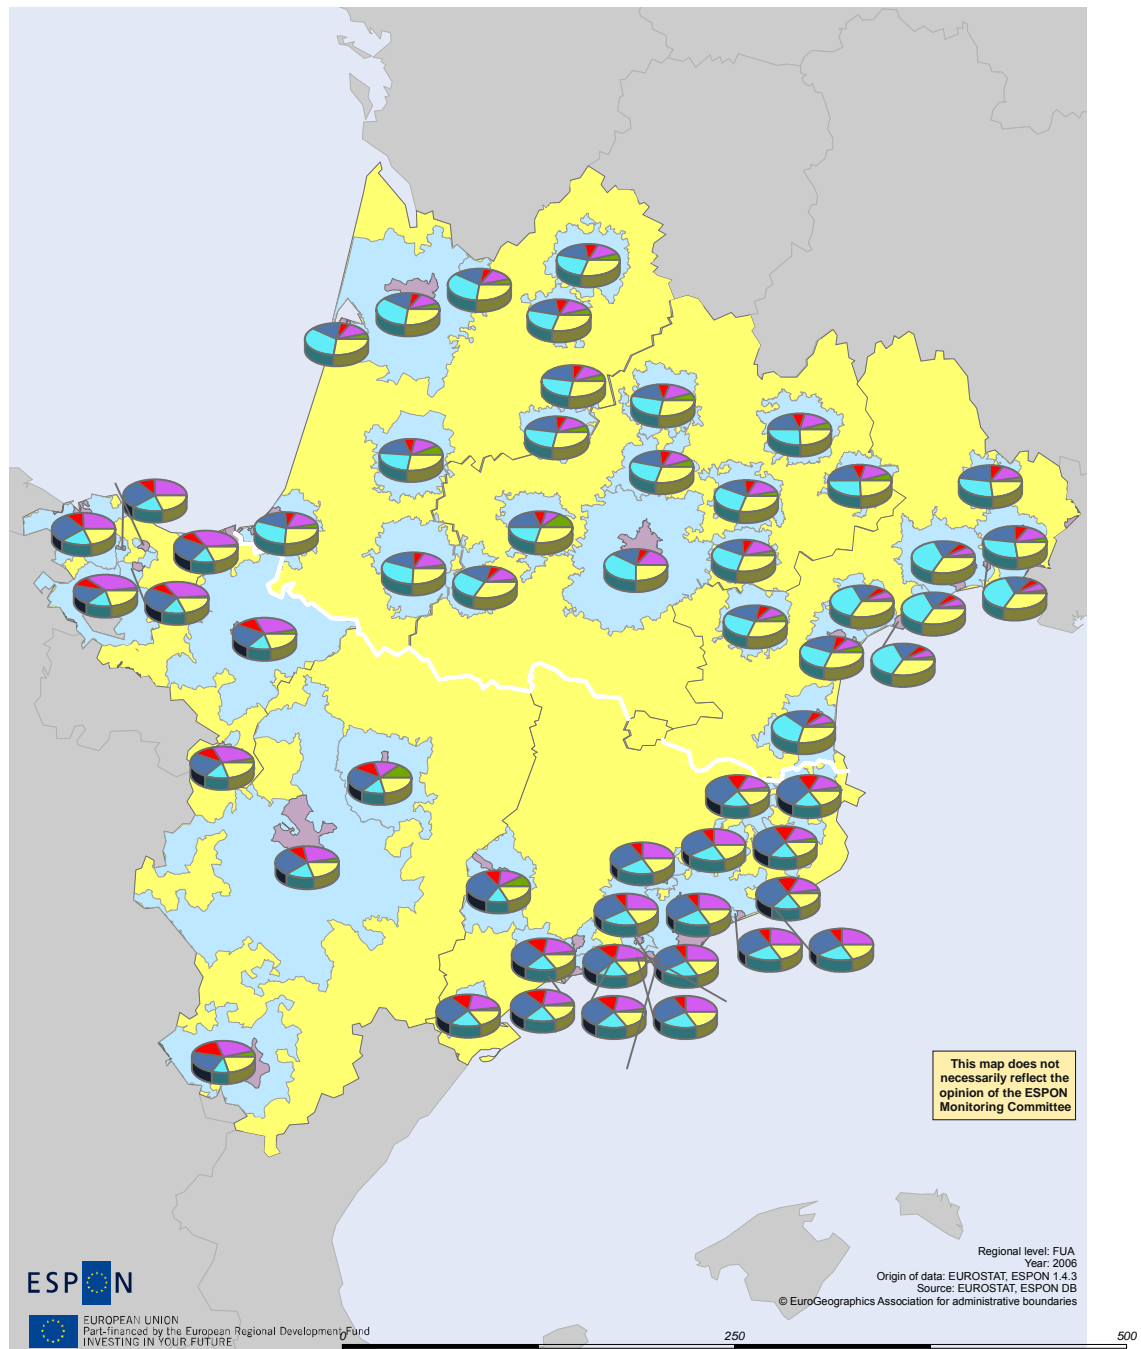 This map does not
necessarily reflect the
opinion of the ESPON
Monitoring Committee
Regional level: FUA
Year: 2006
Origin of data: EUROSTAT, ESPON 1.4.3
Source: EUROSTAT, ESPON DB
© EuroGeographics Association for administrative boundaries
ESPON
EUROPEAN UNION
Part-financed by the European Regional Development Fund
INVESTING IN YOUR FUTURE
0 250 500